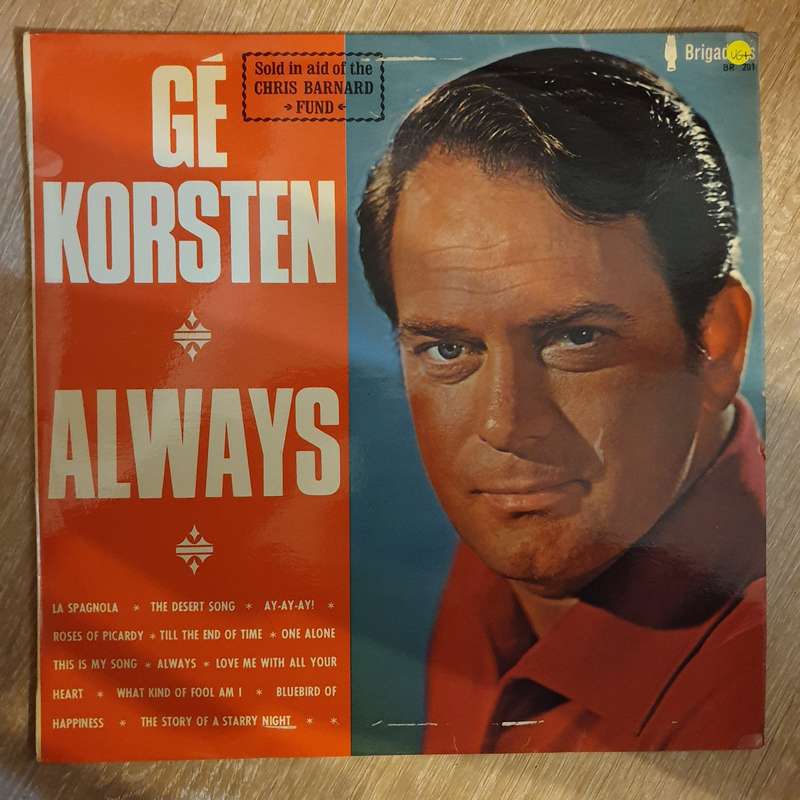 GÉ
KORSTEN
ALWAYS
Sold in aid of the
CHRIS BARNARD
FUND
BR 201
LA SPAGNOLA * THE DESERT SONG * AY-AY-AY! *
ROSES OF PICARDY * TILL THE END OF TIME * ONE ALONE
THIS IS MY SONG * ALWAYS * LOVE ME WITH ALL YOUR
HEART * WHAT KIND OF FOOL AM I * BLUEBIRD OF
HAPPINESS * THE STORY OF A STARRY NIGHT * *